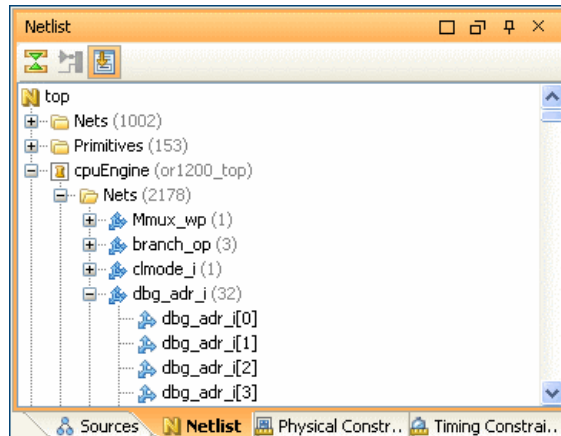 Netlist
top
Nets (1002)
Primitives (153)
cpuEngine (or1200_top)
Nets (2178)
Mmux_wp (1)
branch_op (3)
clmode_i (1)
dbg_adr_i (32)
dbg_adr_i[0]
dbg_adr_i[1]
dbg_adr_i[2]
dbg_adr_i[3]
Sources Netlist Physical Constr.. Timing Constrai..